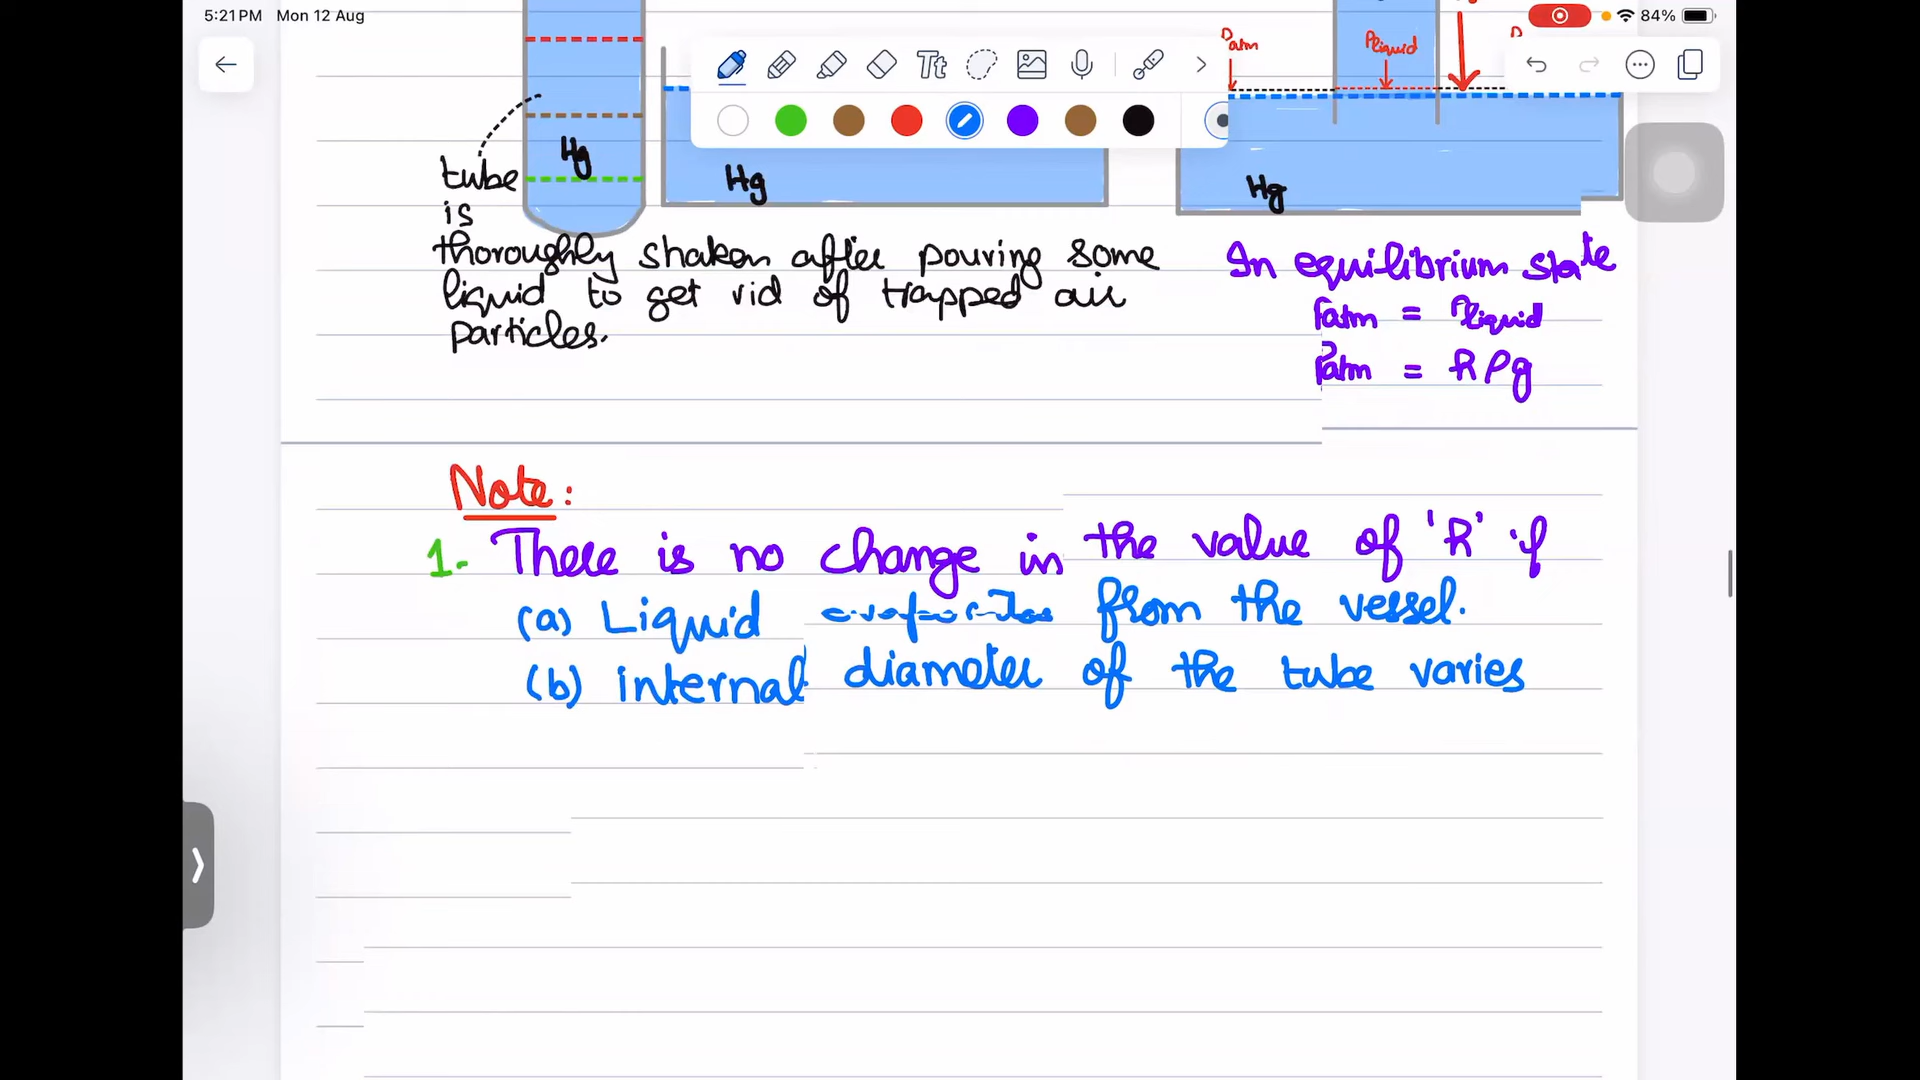 5:21 PM Mon 12 Aug
84%
Tt
Patm
Pliquid
Hg
Hg
Hg
tube
is
thoroughly shaken after pouring some
liquid to get rid of trapped air
particles.
In equilibrium state
Patm = Pliquid
Patm = hρg
Note:
1. There is no change in the value of 'h' if
(a) Liquid evaporates from the vessel.
(b) internal diameter of the tube varies